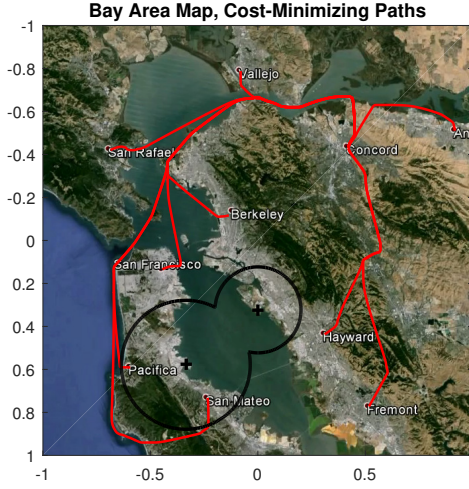 Bay Area Map, Cost-Minimizing Paths
-1
-0.8
-0.6
-0.4
-0.2
0
0.2
0.4
0.6
0.8
1
Vallejo
An
San Rafael
Concord
Berkeley
San Francisco
Hayward
Pacifica
San Mateo
Fremont
-1
-0.5
0
0.5